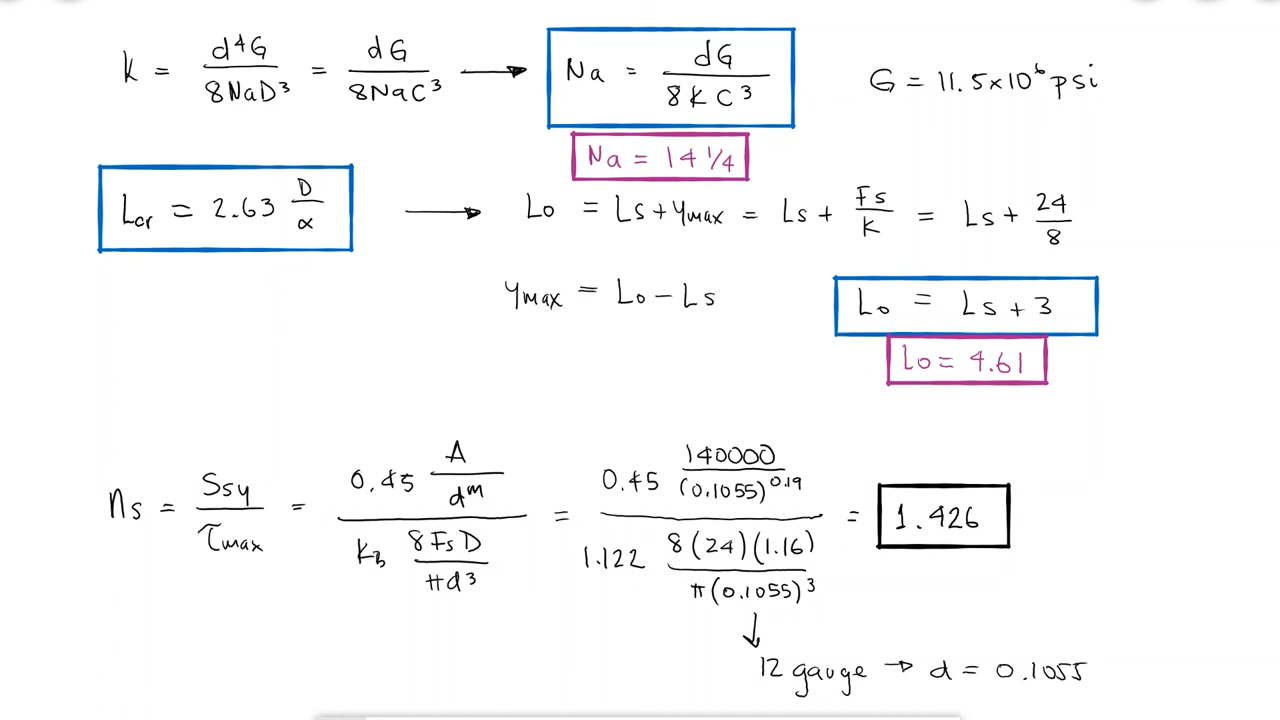 k = d⁴G / 8NaD³ = dG / 8NaC³ → Na = dG / 8kC³
G = 11.5x10⁶ psi
Na = 14 1/4
Lcr = 2.63 D/α → Lo = Ls + ymax = Ls + Fs/k = Ls + 24/8
ymax = Lo - Ls
Lo = Ls + 3
Lo = 4.61
ns = Ssy / τmax = 0.45 A/dᵐ / kB 8FsD/πd³ = 0.45 140000/(0.1055)^0.19 / 1.122 8(24)(1.16)/π(0.1055)³ = 1.426
↓
12 gauge → d = 0.1055